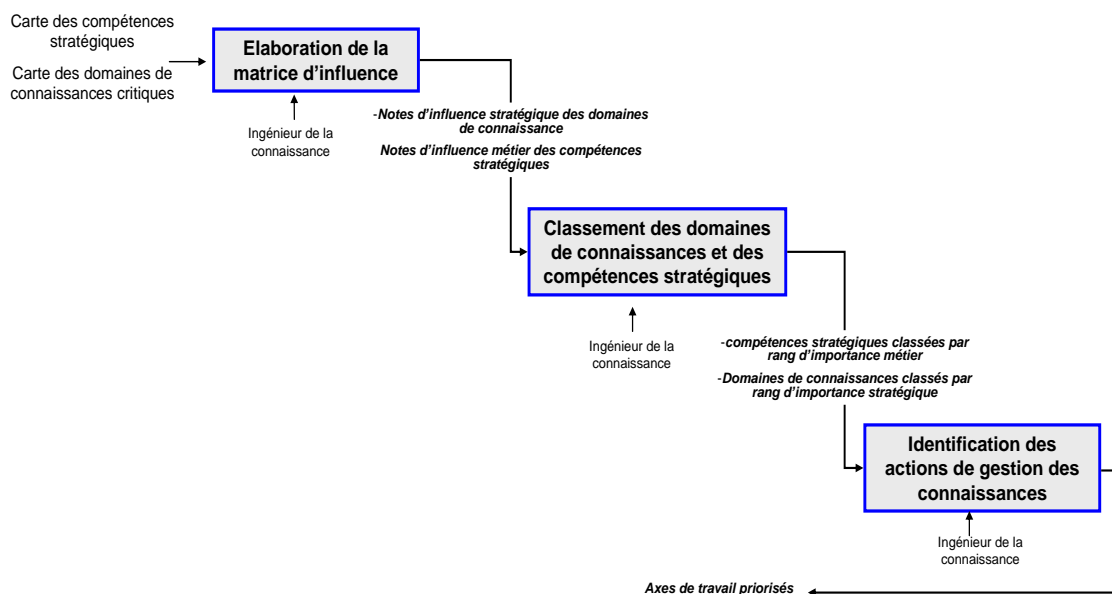 Carte des compétences
stratégiques
Carte des domaines de
connaissances critiques
Elaboration de la
matrice d’influence
Ingénieur de la
connaissance
-Notes d’influence stratégique des domaines
de connaissance
Notes d’influence métier des compétences
stratégiques
Classement des domaines
de connaissances et des
compétences stratégiques
Ingénieur de la
connaissance
-compétences stratégiques classées par
rang d’importance métier
-Domaines de connaissances classés par
rang d’importance stratégique
Identification des
actions de gestion des
connaissances
Ingénieur de la
connaissance
Axes de travail priorisés